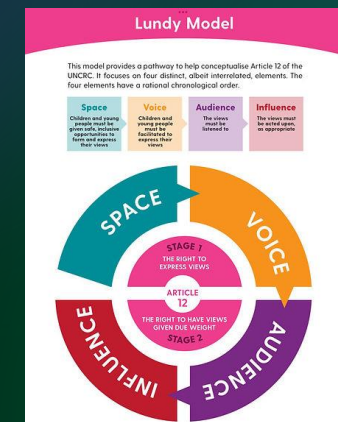 Lundy Model
This model provides a pathway to help conceptualise Article 12 of the
UNCRC. It focuses on four distinct, albeit interrelated, elements. The
four elements have a rational chronological order.
Space
Children and young
people must be
given safe, inclusive
opportunities to
form and express
their views
Voice
Children and
young people
must be
facilitated to
express their
views
Audience
The views
must be
listened to
Influence
The views must
be acted upon,
as appropriate
SPACE
VOICE
STAGE 1
THE RIGHT TO
EXPRESS VIEWS
ARTICLE
12
THE RIGHT TO HAVE VIEWS
GIVEN DUE WEIGHT
STAGE 2
INFLUENCE
AUDIENCE